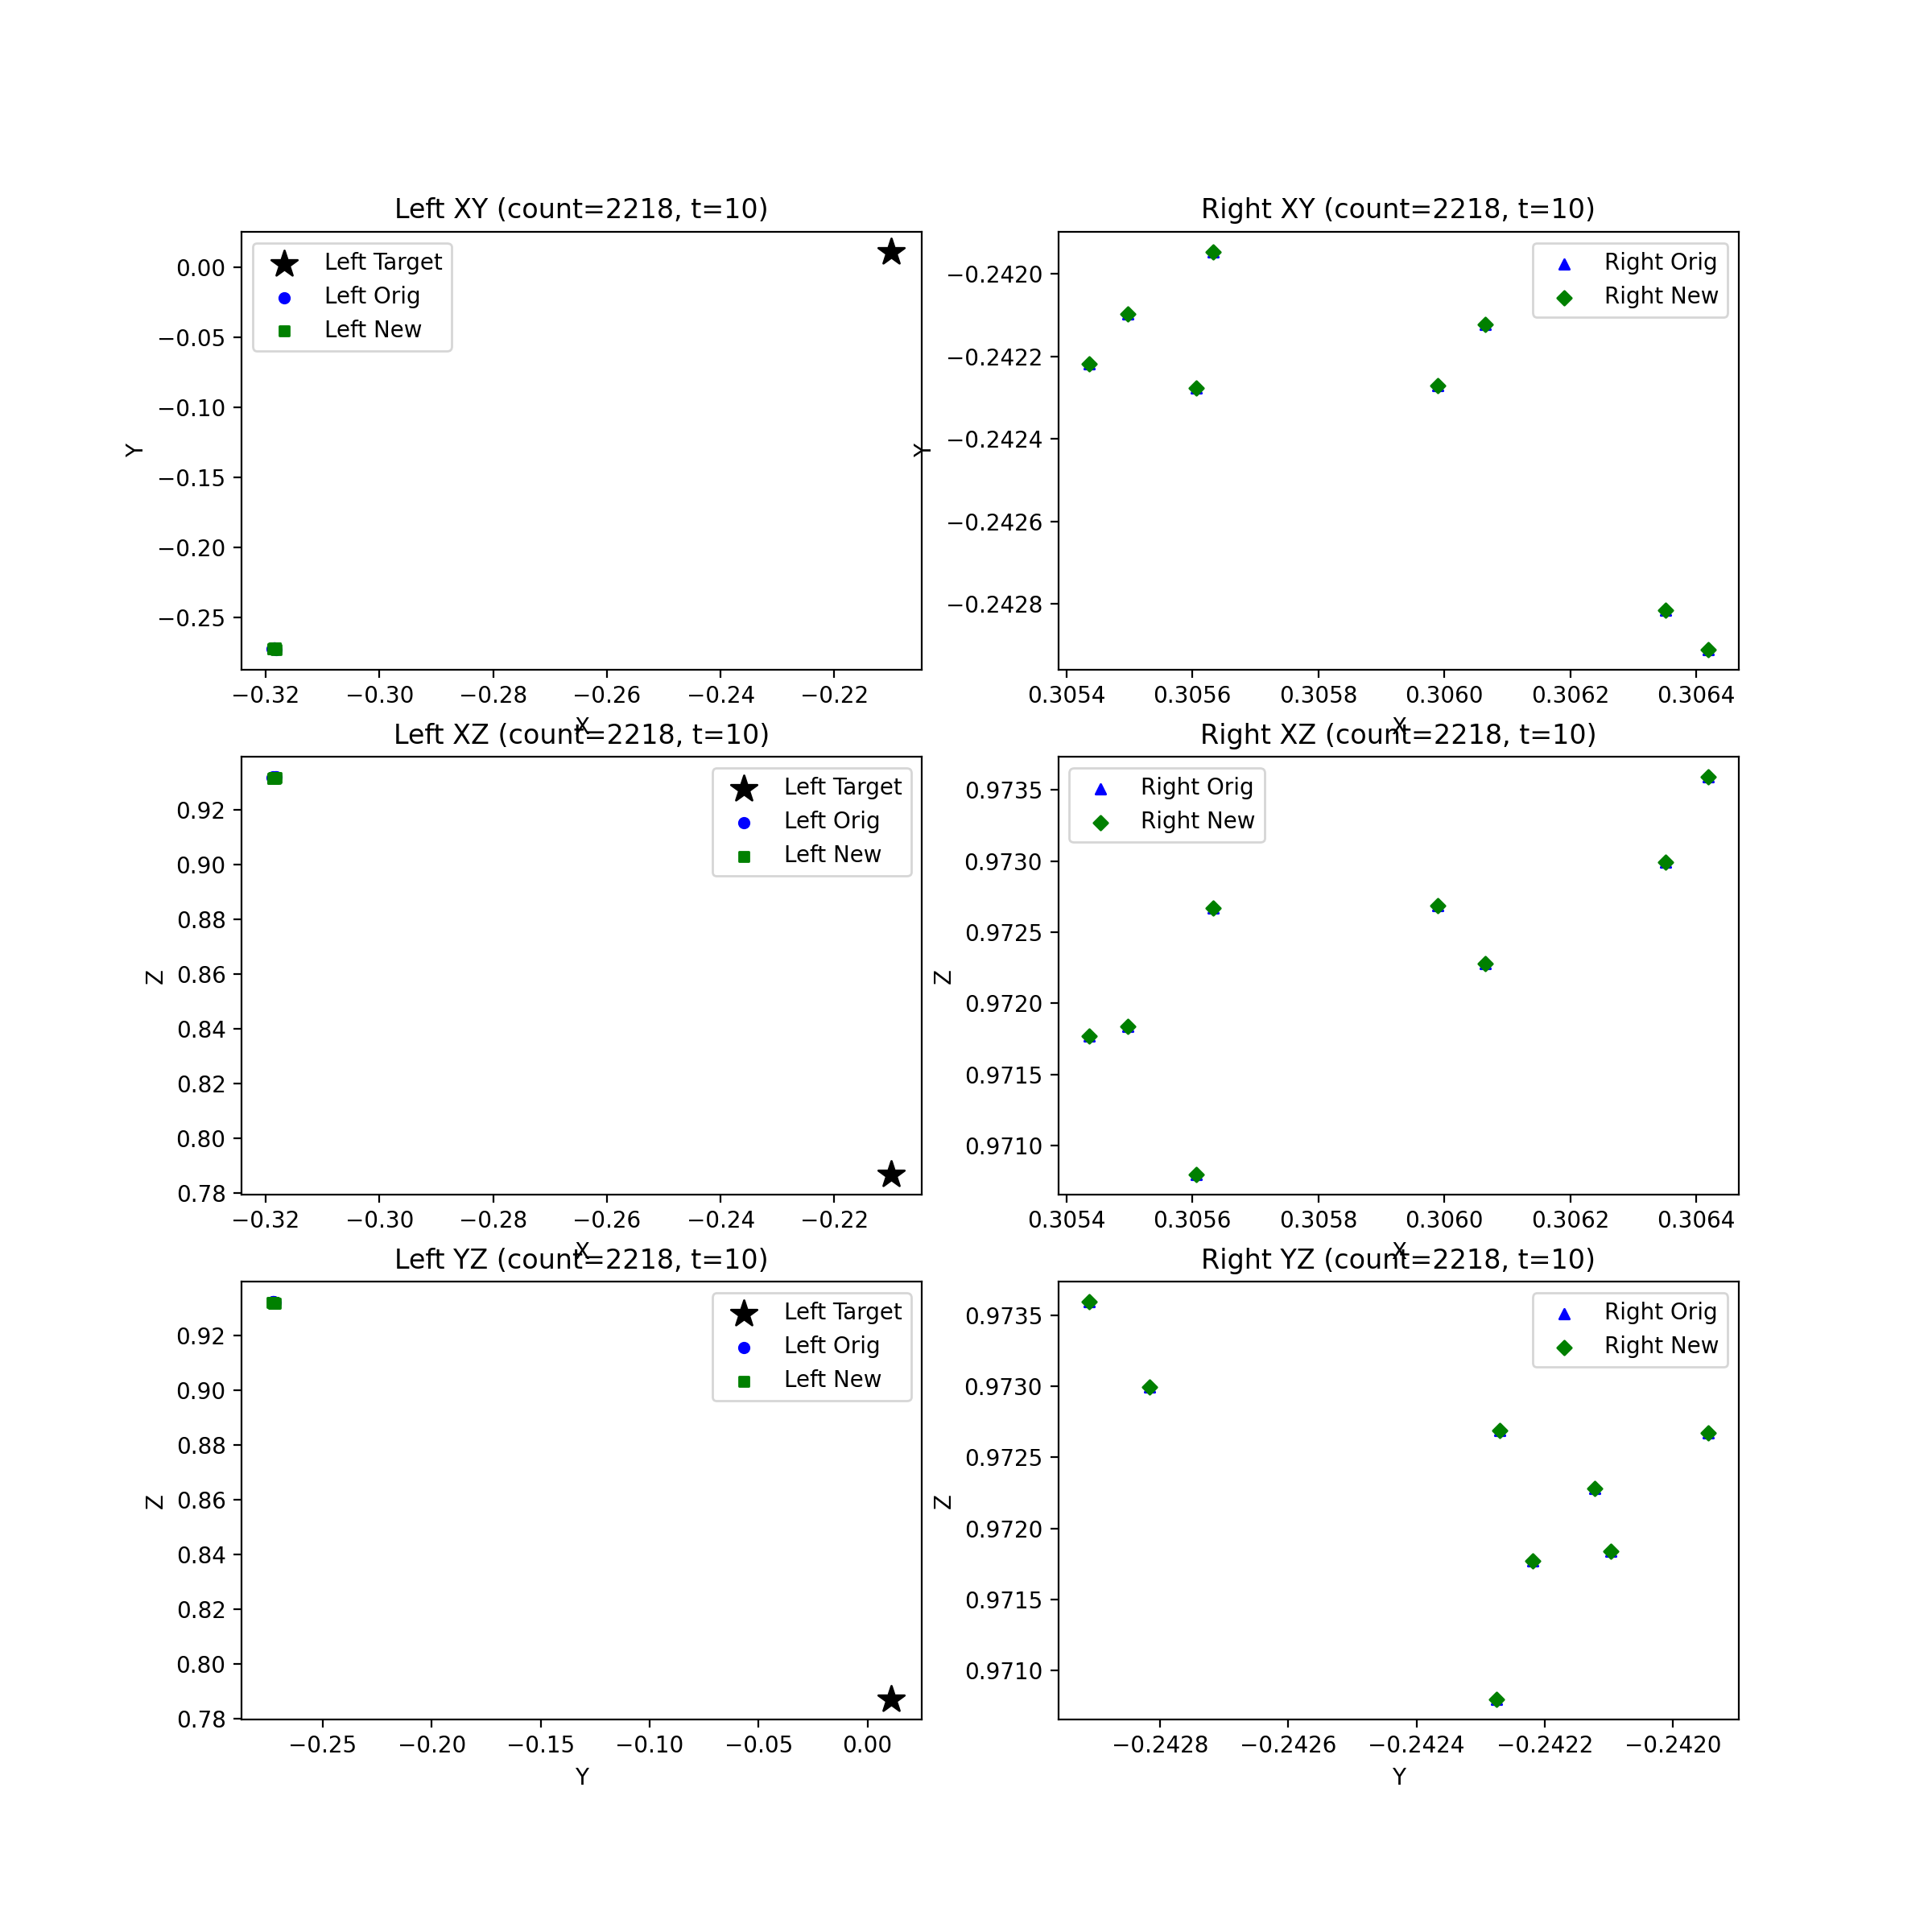 Left XY (count=2218, t=10)
Right XY (count=2218, t=10)
Left Target
Left Orig
Left New
Right Orig
Right New
0.00
−0.05
−0.10
−0.15
−0.20
−0.25
Y
−0.2420
−0.2422
−0.2424
−0.2426
−0.2428
Y
−0.32 −0.30 −0.28 −0.26 −0.24 −0.22
X
0.3054 0.3056 0.3058 0.3060 0.3062 0.3064
X
Left XZ (count=2218, t=10)
Right XZ (count=2218, t=10)
Left Target
Left Orig
Left New
Right Orig
Right New
0.92
0.90
0.88
0.86
0.84
0.82
0.80
0.78
Z
0.9735
0.9730
0.9725
0.9720
0.9715
0.9710
Z
−0.32 −0.30 −0.28 −0.26 −0.24 −0.22
X
0.3054 0.3056 0.3058 0.3060 0.3062 0.3064
X
Left YZ (count=2218, t=10)
Right YZ (count=2218, t=10)
Left Target
Left Orig
Left New
Right Orig
Right New
0.92
0.90
0.88
0.86
0.84
0.82
0.80
0.78
Z
0.9735
0.9730
0.9725
0.9720
0.9715
0.9710
Z
−0.25 −0.20 −0.15 −0.10 −0.05 0.00
Y
−0.2428 −0.2426 −0.2424 −0.2422 −0.2420
Y